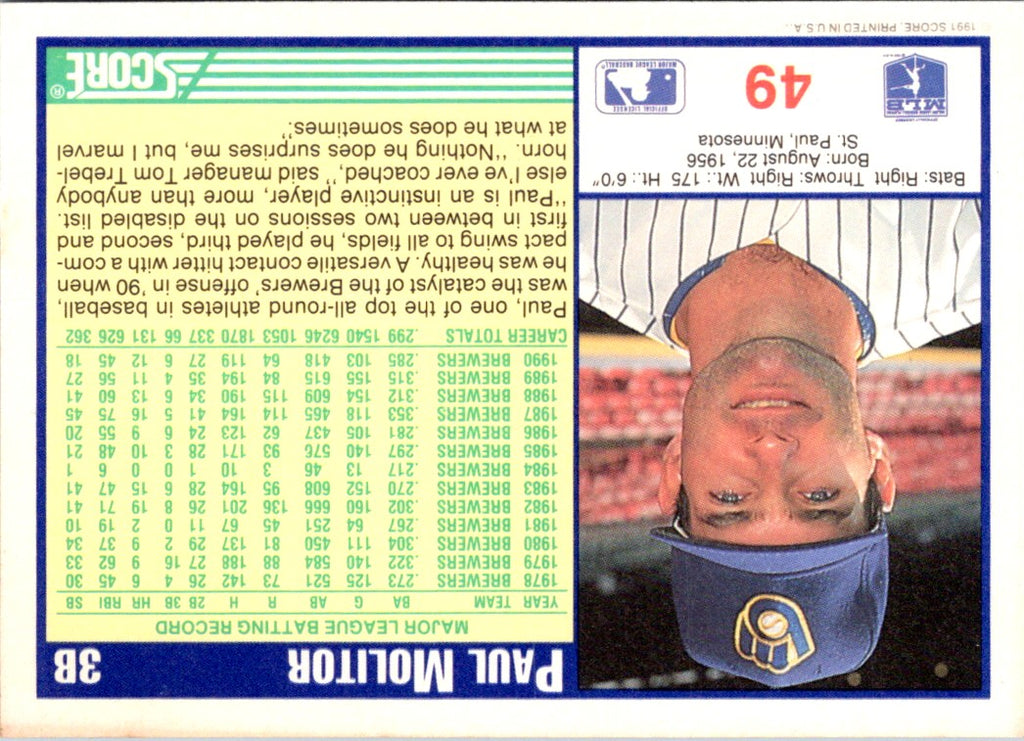 PAUL MOLITOR 3B
MAJOR LEAGUE BATTING RECORD
YEAR TEAM BA G AB R H 2B 3B HR RBI SB
1978 BREWERS .273 125 521 73 142 26 4 6 45 30
1979 BREWERS .322 140 584 88 188 27 16 9 62 33
1980 BREWERS .304 111 450 81 137 29 2 9 37 34
1981 BREWERS .267 64 251 45 67 11 0 2 19 10
1982 BREWERS .302 160 666 136 201 26 8 19 71 41
1983 BREWERS .270 152 608 95 164 28 6 15 47 41
1984 BREWERS .217 13 46 3 10 1 0 0 6 1
1985 BREWERS .297 140 576 93 171 28 3 10 48 21
1986 BREWERS .281 105 437 62 123 24 6 9 55 20
1987 BREWERS .353 118 465 114 164 41 5 16 75 45
1988 BREWERS .312 154 609 115 190 34 6 13 60 41
1989 BREWERS .315 155 615 84 194 35 4 11 56 27
1990 BREWERS .285 103 418 64 119 27 6 12 45 18
CAREER TOTALS .299 1540 6246 1053 1870 337 66 131 626 362
Paul, one of the top all-round athletes in baseball,
was the catalyst of the Brewers' offense in '90 when
he was healthy. A versatile contact hitter with a com-
pact swing to all fields, he played third, second and
first in between two sessions on the disabled list.
"Paul is an instinctive player, more than anybody
else I've ever coached," said manager Tom Trebel-
horn. "Nothing he does surprises me, but I marvel
at what he does sometimes."
SCORE®
Bats: Right Throws: Right Wt.: 175 Ht.: 6'0"
Born: August 22, 1956
St. Paul, Minnesota
49
MLB
OFFICIAL LICENSEE
MAJOR LEAGUE BASEBALL
1991 SCORE, PRINTED IN U.S.A.